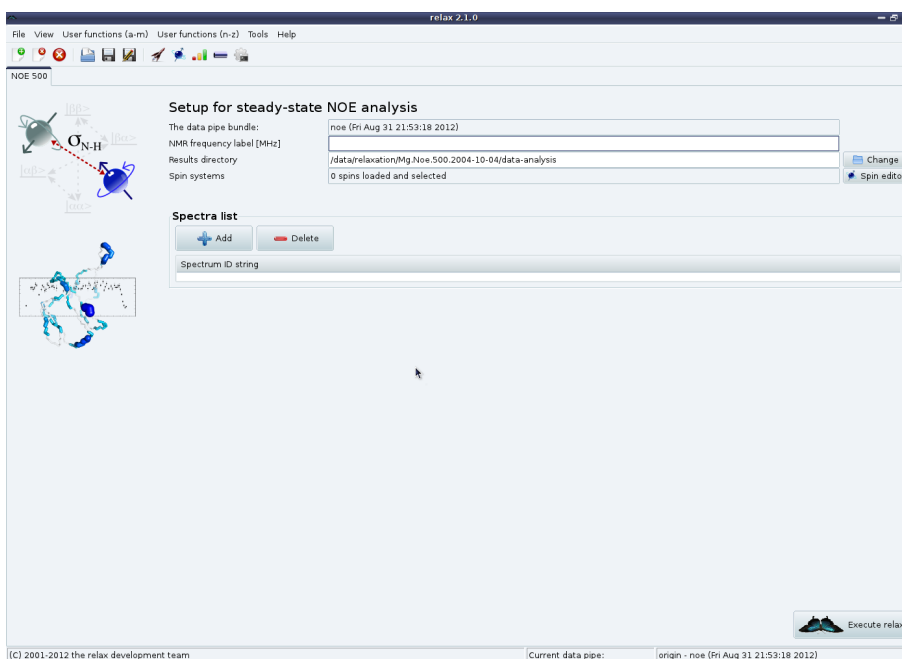 relax 2.1.0
File View User functions (a-m) User functions (n-z) Tools Help
NOE 500
|ββ>
|βα>
σN-H
|αβ>
|αα>
Setup for steady-state NOE analysis
The data pipe bundle: noe (Fri Aug 31 21:53:18 2012)
NMR frequency label [MHz]
Results directory /data/relaxation/Mg.Noe.500.2004-10-04/data-analysis Change
Spin systems 0 spins loaded and selected Spin edito
Spectra list
Add Delete
Spectrum ID string
Execute relax
(C) 2001-2012 the relax development team Current data pipe: origin - noe (Fri Aug 31 21:53:18 2012)